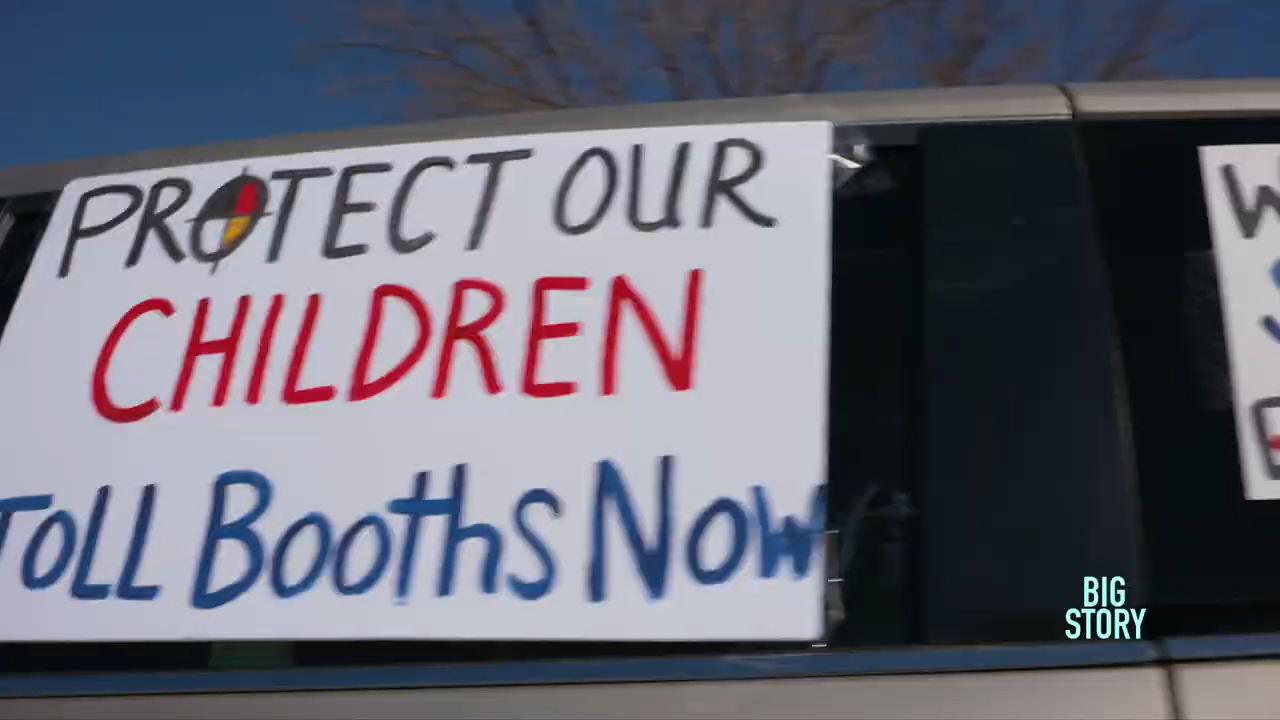 PROTECT OUR
CHILDREN
TOLL BOOTHS NOW
BIG
STORY